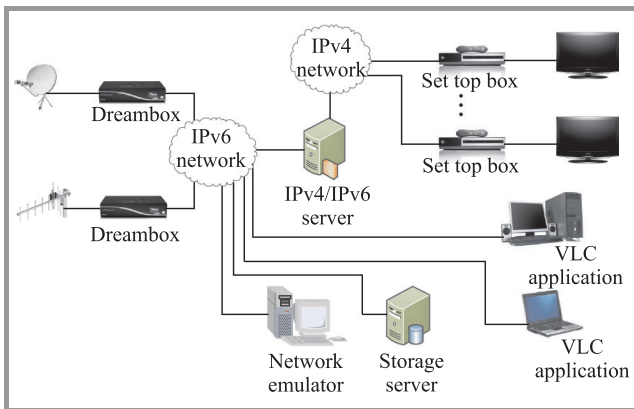 IPv4
network
Set top box
Set top box
Dreambox
IPv6
network
IPv4/IPv6
server
Dreambox
VLC
application
VLC
application
Network
emulator
Storage
server